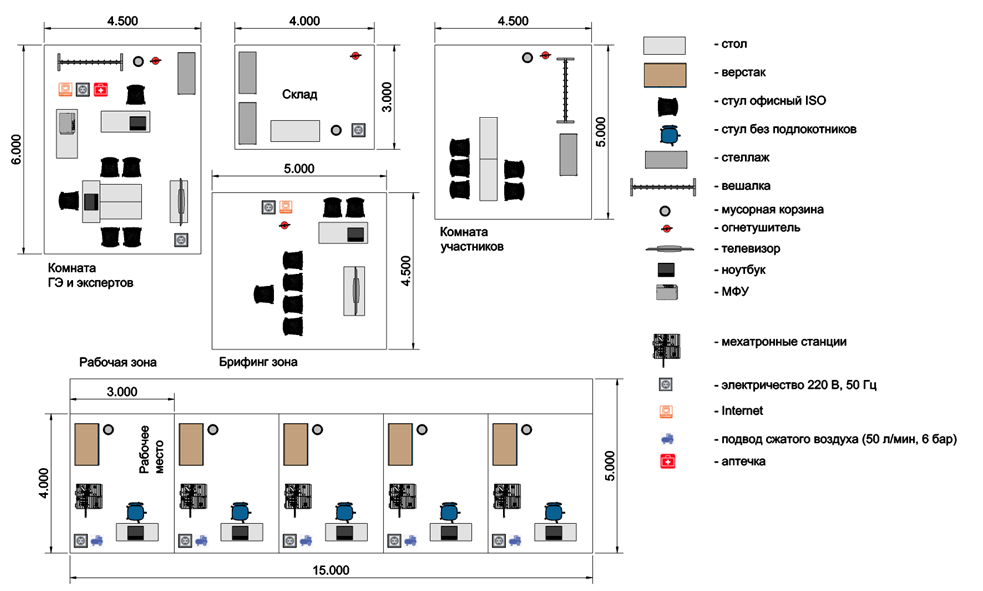 4.500
6.000
Комната
ГЭ и экспертов
4.000
Склад
3.000
5.000
4.500
Брифинг зона
4.500
5.000
Комната
участников
Рабочая зона
3.000
Рабочее
место
4.000
5.000
15.000
- стол
- верстак
- стул офисный ISO
- стул без подлокотников
- стеллаж
- вешалка
- мусорная корзина
- огнетушитель
- телевизор
- ноутбук
- МФУ
- мехатронные станции
- электричество 220 В, 50 Гц
- Internet
- подвод сжатого воздуха (50 л/мин, 6 бар)
- аптечка